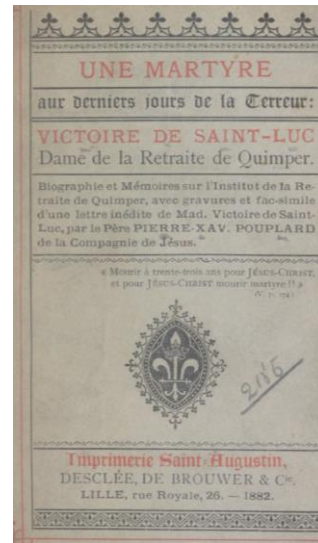 UNE MARTYRE
aux derniers jours de la Terreur:
VICTOIRE DE SAINT-LUC
Dame de la Retraite de Quimper.
Biographie et Mémoires sur l'Institut de la Re-
traite de Quimper, avec gravures et fac-simile
d'une lettre inédite de Mad. Victoire de Saint-
Luc, par le Père PIERRE-XAV. POUPLARD
de la Compagnie de Jésus.
« Mourir à trente-trois ans pour JÉSUS-CHRIST,
et pour JÉSUS-CHRIST mourir martyre !! »
Imprimerie Saint-Augustin,
DESCLÉE, DE BROUWER & Cie.
LILLE, rue Royale, 26. — 1882.